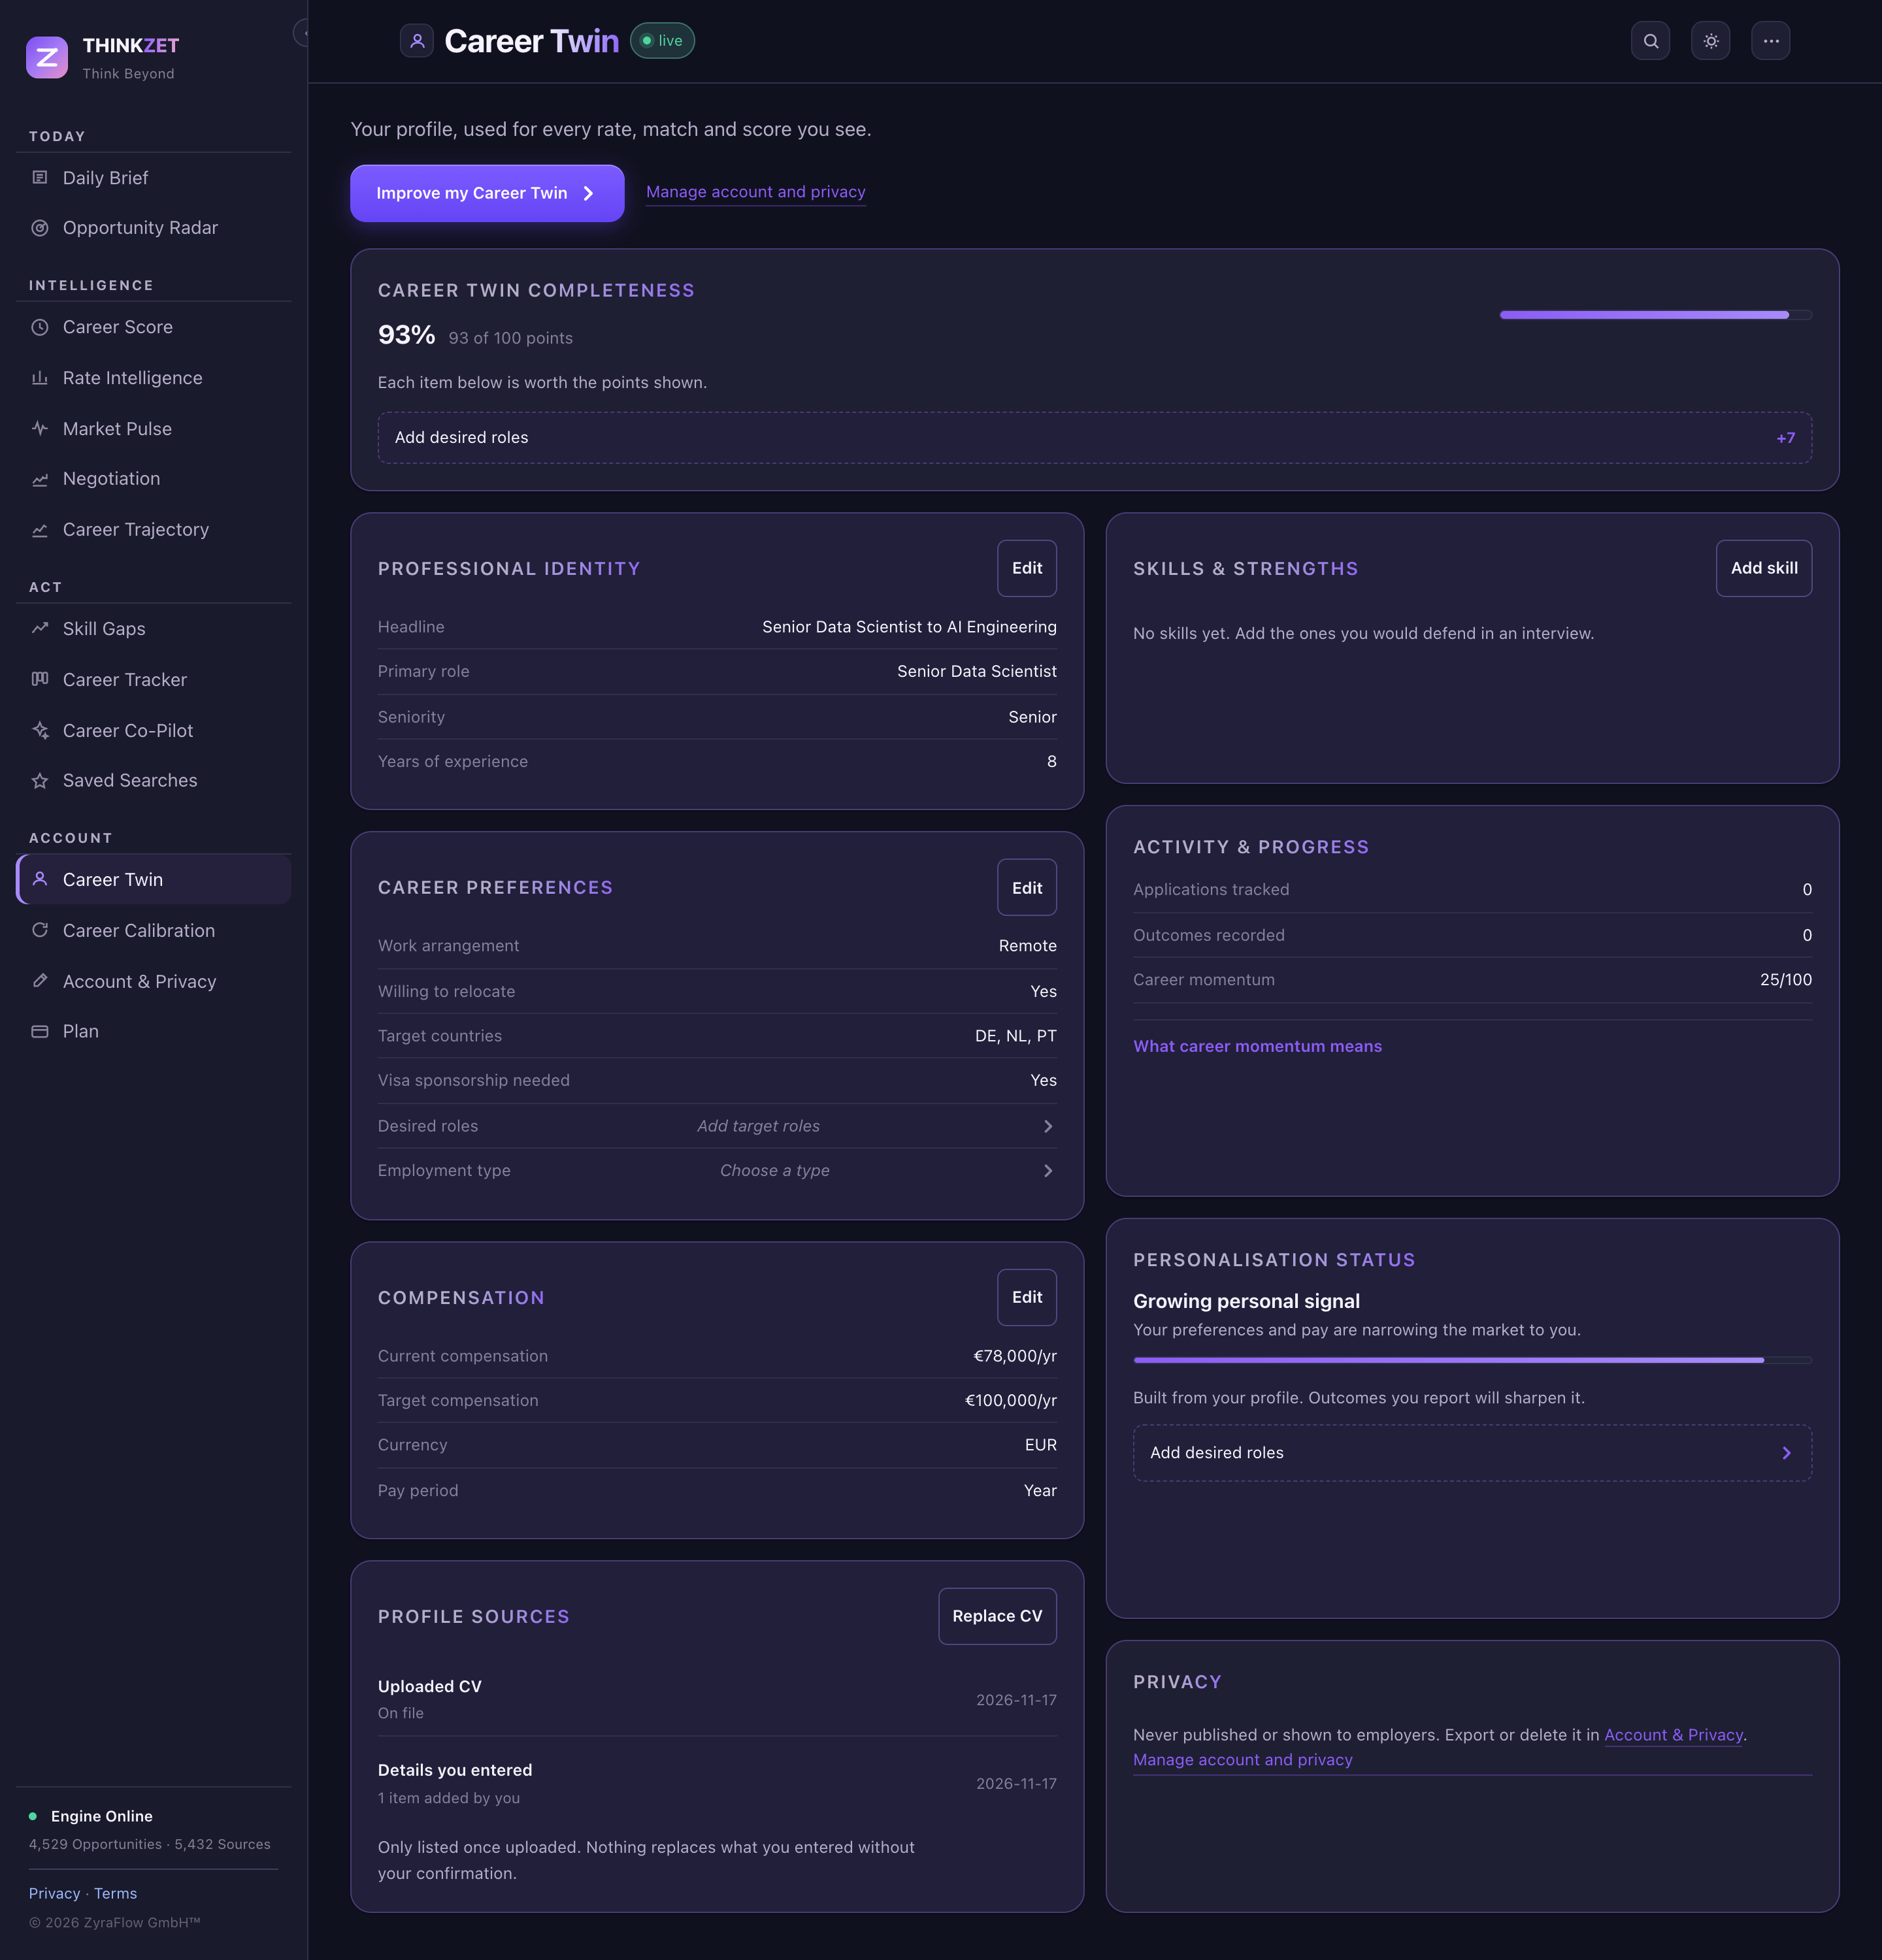 THINKZET
Think Beyond
TODAY
Daily Brief
Opportunity Radar
INTELLIGENCE
Career Score
Rate Intelligence
Market Pulse
Negotiation
Career Trajectory
ACT
Skill Gaps
Career Tracker
Career Co-Pilot
Saved Searches
ACCOUNT
Career Twin
Career Calibration
Account & Privacy
Plan
Engine Online
4,529 Opportunities · 5,432 Sources
Privacy · Terms
© 2026 ZyraFlow GmbH™
Career Twin live
Your profile, used for every rate, match and score you see.
Improve my Career Twin
Manage account and privacy
CAREER TWIN COMPLETENESS
93% 93 of 100 points
Each item below is worth the points shown.
Add desired roles +7
PROFESSIONAL IDENTITY Edit
Headline Senior Data Scientist to AI Engineering
Primary role Senior Data Scientist
Seniority Senior
Years of experience 8
CAREER PREFERENCES Edit
Work arrangement Remote
Willing to relocate Yes
Target countries DE, NL, PT
Visa sponsorship needed Yes
Desired roles Add target roles
Employment type Choose a type
COMPENSATION Edit
Current compensation €78,000/yr
Target compensation €100,000/yr
Currency EUR
Pay period Year
PROFILE SOURCES Replace CV
Uploaded CV
On file
2026-11-17
Details you entered
1 item added by you
2026-11-17
Only listed once uploaded. Nothing replaces what you entered without
your confirmation.
SKILLS & STRENGTHS Add skill
No skills yet. Add the ones you would defend in an interview.
ACTIVITY & PROGRESS
Applications tracked 0
Outcomes recorded 0
Career momentum 25/100
What career momentum means
PERSONALISATION STATUS
Growing personal signal
Your preferences and pay are narrowing the market to you.
Built from your profile. Outcomes you report will sharpen it.
Add desired roles
PRIVACY
Never published or shown to employers. Export or delete it in Account & Privacy.
Manage account and privacy